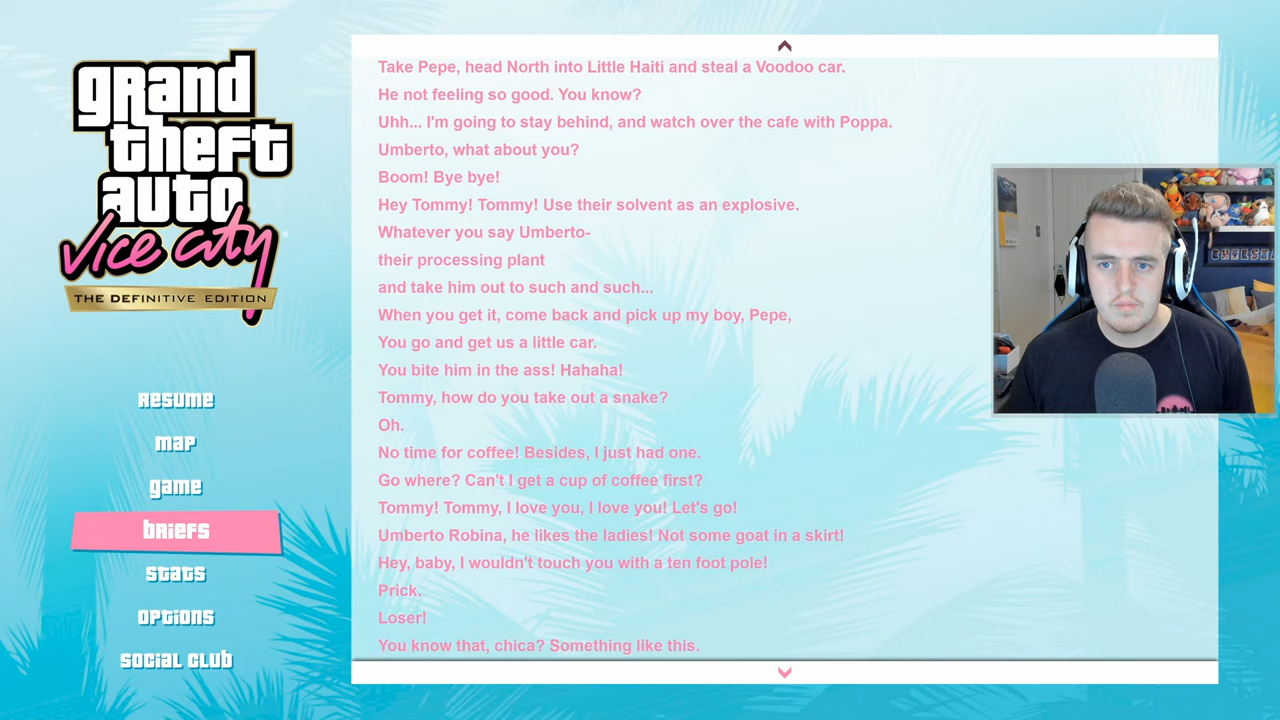 grand
theft
auto
vice city
THE DEFINITIVE EDITION
resume
map
game
briefs
stats
options
social club
Take Pepe, head North into Little Haiti and steal a Voodoo car.
He not feeling so good. You know?
Uhh... I'm going to stay behind, and watch over the cafe with Poppa.
Umberto, what about you?
Boom! Bye bye!
Hey Tommy! Tommy! Use their solvent as an explosive.
Whatever you say Umberto-
their processing plant
and take him out to such and such...
When you get it, come back and pick up my boy, Pepe,
You go and get us a little car.
You bite him in the ass! Hahaha!
Tommy, how do you take out a snake?
Oh.
No time for coffee! Besides, I just had one.
Go where? Can't I get a cup of coffee first?
Tommy! Tommy, I love you, I love you! Let's go!
Umberto Robina, he likes the ladies! Not some goat in a skirt!
Hey, baby, I wouldn't touch you with a ten foot pole!
Prick.
Loser!
You know that, chica? Something like this.
CHELSEA